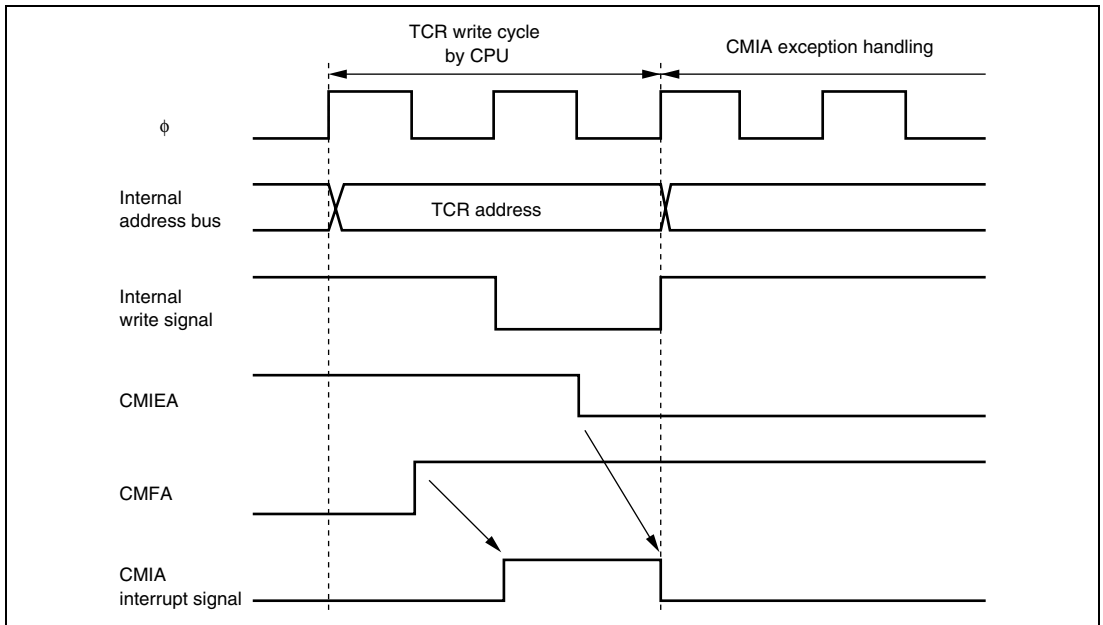 TCR write cycle
by CPU
CMIA exception handling
ϕ
Internal
address bus
TCR address
Internal
write signal
CMIEA
CMFA
CMIA
interrupt signal